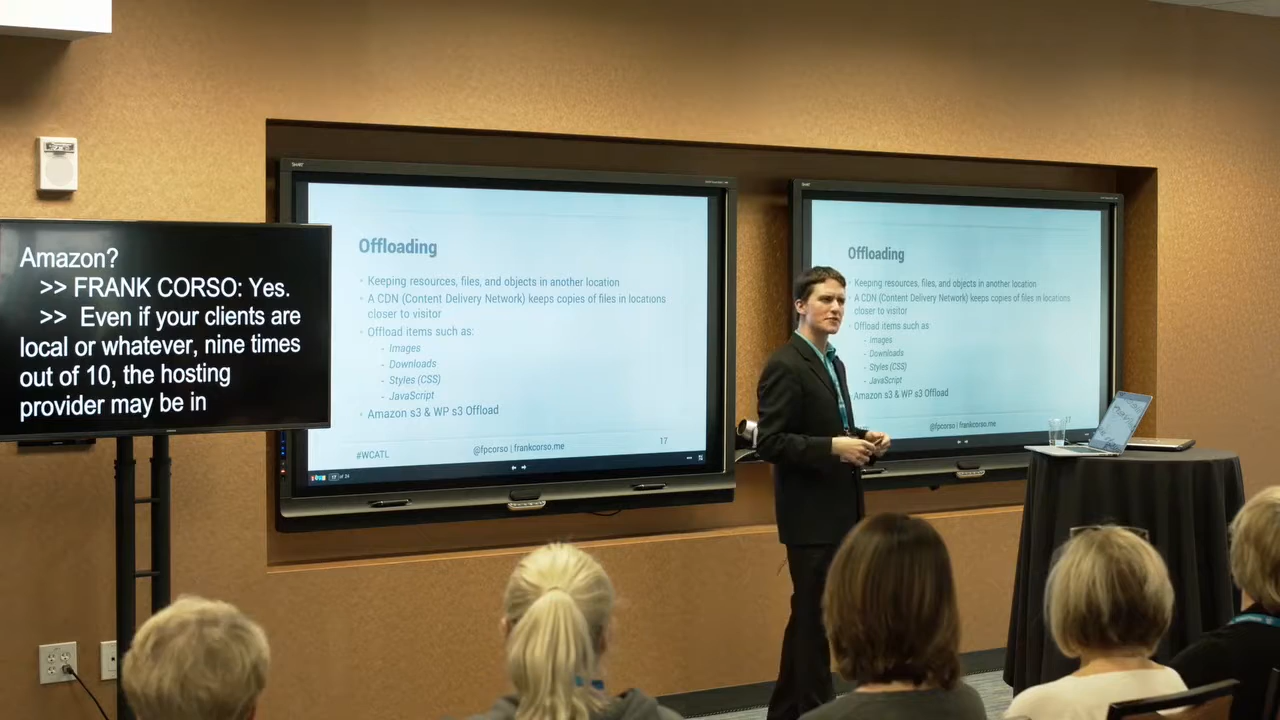 Amazon?
>> FRANK CORSO: Yes.
>> Even if your clients are
local or whatever, nine times
out of 10, the hosting
provider may be in
Offloading
Keeping resources, files, and objects in another location
A CDN (Content Delivery Network) keeps copies of files in locations
closer to visitor
Offload items such as:
- Images
- Downloads
- Styles (CSS)
- JavaScript
Amazon s3 & WP s3 Offload
@fpcorso | frankcorso.me
17
#WCATL
17 of 24
Offloading
Keeping resources, files, and objects in another location
A CDN (Content Delivery Network) keeps copies of files in locations
closer to visitor
Offload items such as:
- Images
- Downloads
- Styles (CSS)
- JavaScript
Amazon s3 & WP s3 Offload
@fpcorso | frankcorso.me
17